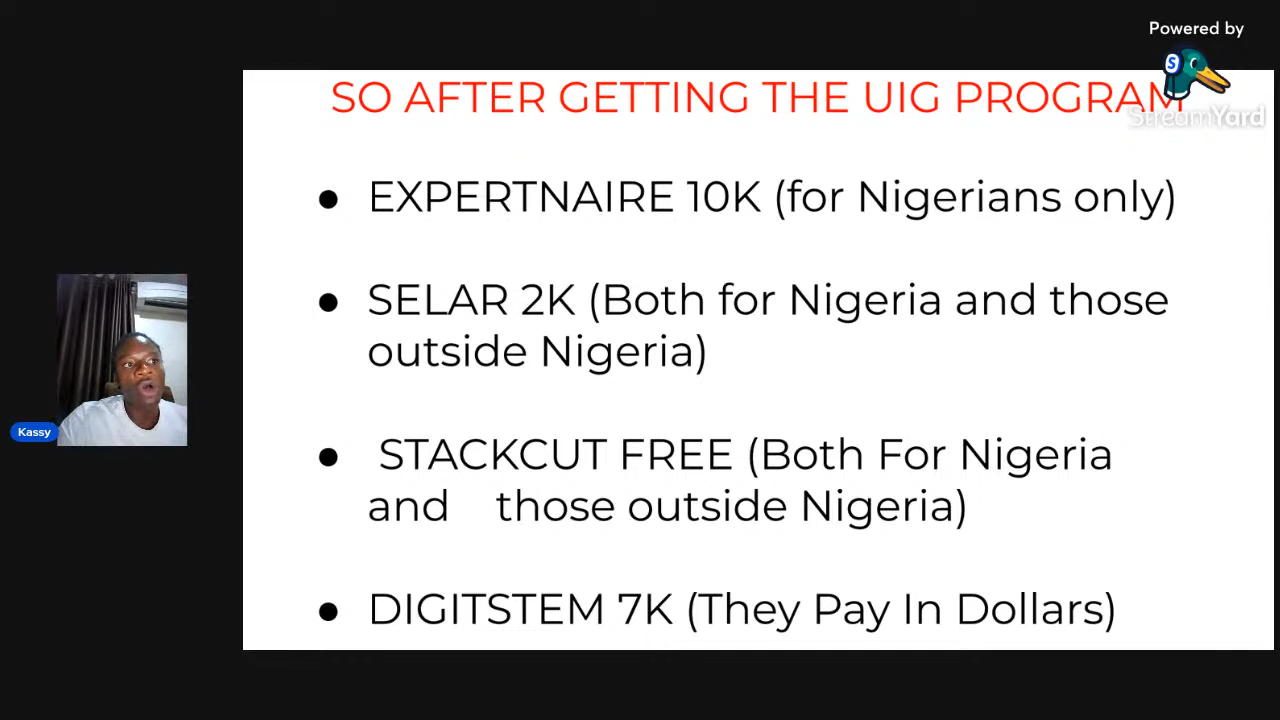 Powered by
StreamYard
SO AFTER GETTING THE UIG PROGRAM
● EXPERTNAIRE 10K (for Nigerians only)
● SELAR 2K (Both for Nigeria and those
outside Nigeria)
● STACKCUT FREE (Both For Nigeria
and those outside Nigeria)
● DIGITSTEM 7K (They Pay In Dollars)
Kassy